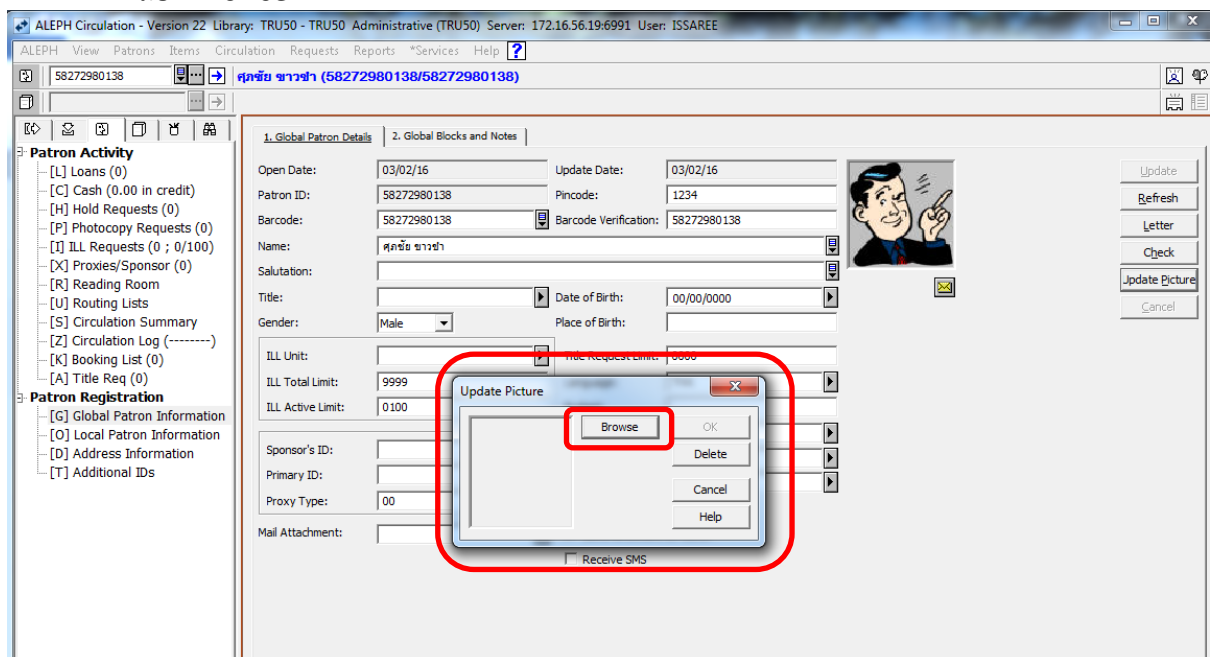 ALEPH Circulation - Version 22 Library: TRU50 - TRU50 Administrative (TRU50) Server: 172.16.56.19:6991 User: ISSAREE
ALEPH View Patrons Items Circulation Requests Reports *Services Help ?
58272980138 ศุภชัย ขาวขำ (58272980138/58272980138)
1. Global Patron Details 2. Global Blocks and Notes
Patron Activity
[L] Loans (0)
[C] Cash (0.00 in credit)
[H] Hold Requests (0)
[P] Photocopy Requests (0)
[I] ILL Requests (0 ; 0/100)
[X] Proxies/Sponsor (0)
[R] Reading Room
[U] Routing Lists
[S] Circulation Summary
[Z] Circulation Log (--------)
[K] Booking List (0)
[A] Title Req (0)
Patron Registration
[G] Global Patron Information
[O] Local Patron Information
[D] Address Information
[T] Additional IDs
Open Date: 03/02/16 Update Date: 03/02/16
Patron ID: 58272980138 Pincode: 1234
Barcode: 58272980138 Barcode Verification: 58272980138
Name: ศุภชัย ขาวขำ
Salutation:
Title: Date of Birth: 00/00/0000
Gender: Male Place of Birth:
ILL Unit: Title Request Limit: 0000
ILL Total Limit: 9999
ILL Active Limit: 0100
Sponsor's ID:
Primary ID:
Proxy Type: 00
Mail Attachment:
Receive SMS
Update Picture
Browse OK
Delete
Cancel
Help
Update
Refresh
Letter
Check
Update Picture
Cancel